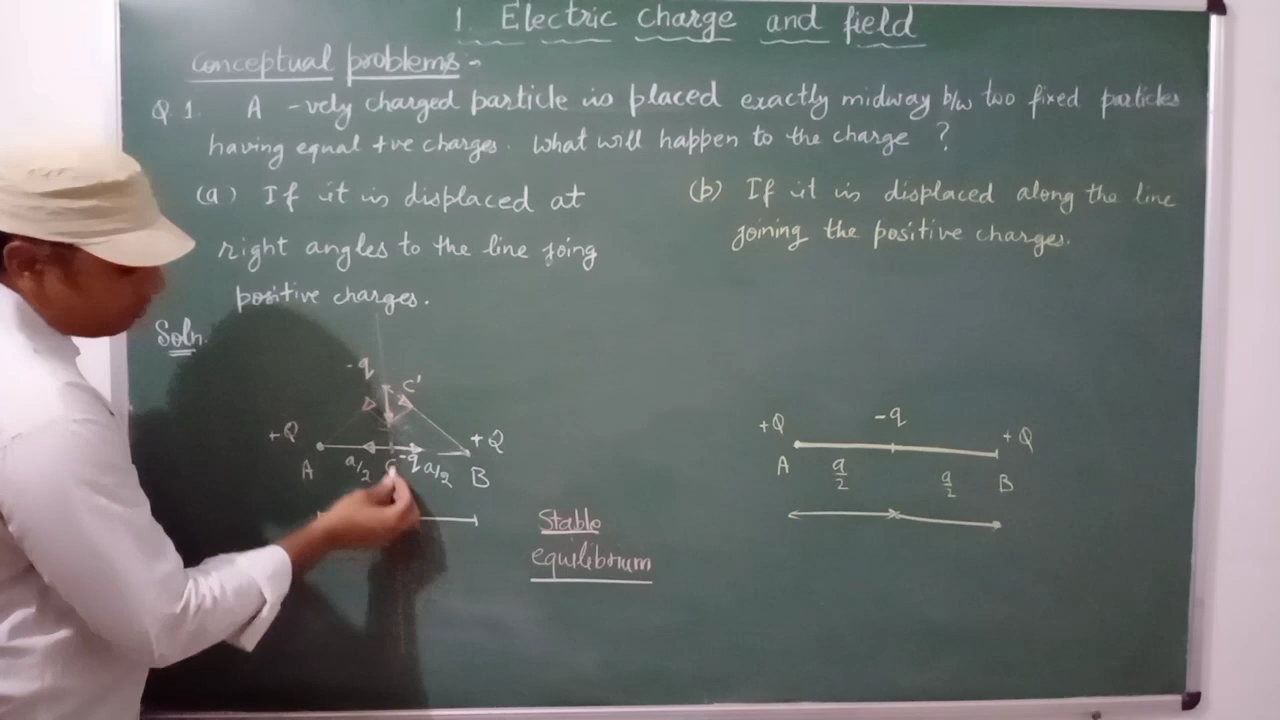 1. Electric charge and field
Conceptual problems -
Q.1. A -vely charged particle is placed exactly midway b/w two fixed particles
having equal +ve charges. What will happen to the charge ?
(a) If it is displaced at
right angles to the line joing
positive charges.
(b) If it is displaced along the line
joining the positive charges.
Soln.
-q
C'
+Q
+Q
A
a/2
C
-q
a/2
B
Stable
equilibrium
-q
+Q
+Q
A
a/2
a/2
B